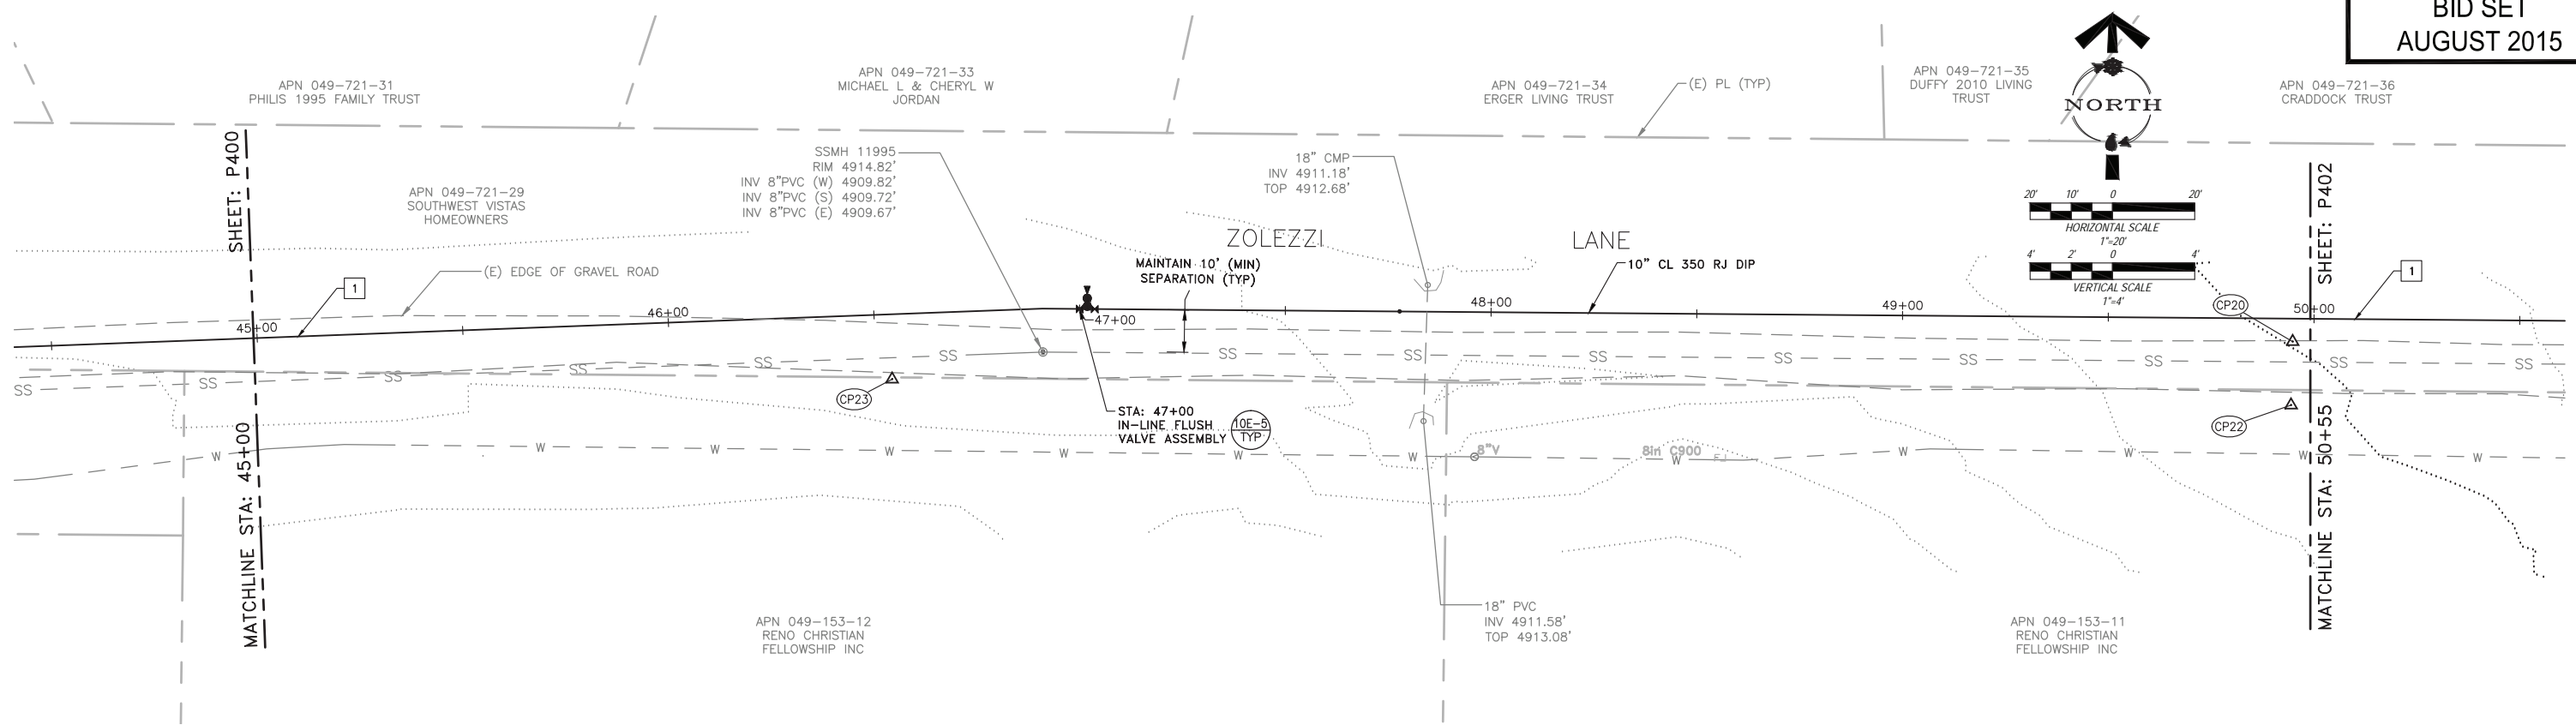 BID SET
AUGUST 2015
APN 049-721-31
PHILIS 1995 FAMILY TRUST
APN 049-721-33
MICHAEL L & CHERYL W
JORDAN
APN 049-721-34
ERGER LIVING TRUST
(E) PL (TYP)
APN 049-721-35
DUFFY 2010 LIVING
TRUST
NORTH
APN 049-721-36
CRADDOCK TRUST
SHEET: P400
MATCHLINE STA: 45+00
APN 049-721-29
SOUTHWEST VISTAS
HOMEOWNERS
SSMH 11995
RIM 4914.82'
INV 8"PVC (W) 4909.82'
INV 8"PVC (S) 4909.72'
INV 8"PVC (E) 4909.67'
18" CMP
INV 4911.18'
TOP 4912.68'
20' 10' 0 20'
HORIZONTAL SCALE
1"=20'
4' 2' 0 4'
VERTICAL SCALE
1"=4'
SHEET: P402
MATCHLINE STA: 50+55
ZOLEZZI LANE
(E) EDGE OF GRAVEL ROAD
MAINTAIN 10' (MIN)
SEPARATION (TYP)
10" CL 350 RJ DIP
1
1
45+00
46+00
47+00
48+00
49+00
50+00
CP20
SS SS SS SS SS SS SS SS SS SS SS SS SS SS
CP23
CP22
STA: 47+00
IN-LINE FLUSH
VALVE ASSEMBLY
10E-5
TYP
W W W W W W W W W W W W W
8"V
8in C900
18" PVC
INV 4911.58'
TOP 4913.08'
APN 049-153-12
RENO CHRISTIAN
FELLOWSHIP INC
APN 049-153-11
RENO CHRISTIAN
FELLOWSHIP INC